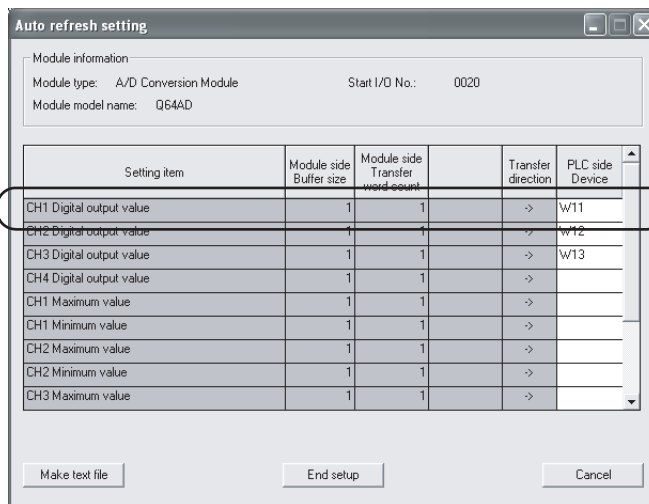 Auto refresh setting
Module information
Module type: A/D Conversion Module Start I/O No.: 0020
Module model name: Q64AD
Setting item Module side Buffer size Module side Transfer word count Transfer direction PLC side Device
CH1 Digital output value 1 1 -> W11
CH2 Digital output value 1 1 -> W12
CH3 Digital output value 1 1 -> W13
CH4 Digital output value 1 1 ->
CH1 Maximum value 1 1 ->
CH1 Minimum value 1 1 ->
CH2 Maximum value 1 1 ->
CH2 Minimum value 1 1 ->
CH3 Maximum value 1 1 ->
Make text file End setup Cancel